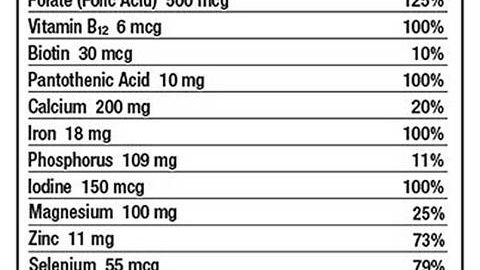 Folate (Folic Acid) 500 mcg 125%
Vitamin B₁₂ 6 mcg 100%
Biotin 30 mcg 10%
Pantothenic Acid 10 mg 100%
Calcium 200 mg 20%
Iron 18 mg 100%
Phosphorus 109 mg 11%
Iodine 150 mcg 100%
Magnesium 100 mg 25%
Zinc 11 mg 73%
Selenium 55 mcg 79%